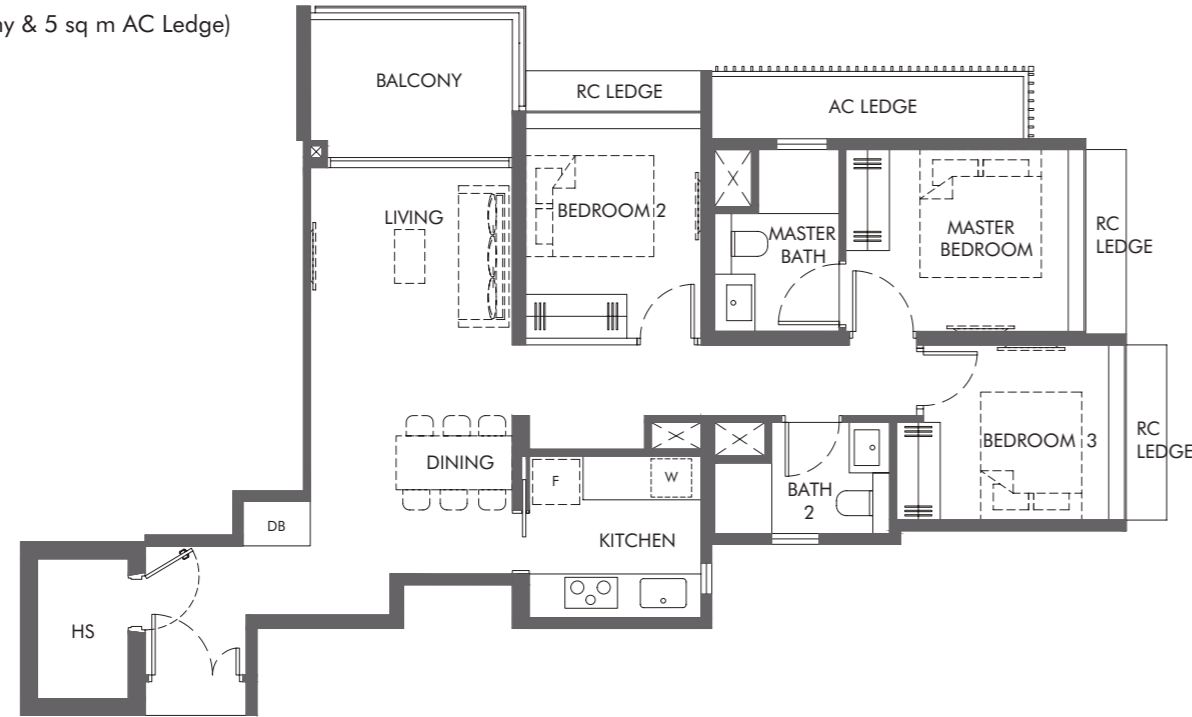 & 5 sq m AC Ledge)
BALCONY
RC LEDGE
AC LEDGE
LIVING
BEDROOM 2
MASTER
BATH
MASTER
BEDROOM
RC
LEDGE
DINING
F
W
BATH
2
BEDROOM 3
RC
LEDGE
DB
KITCHEN
HS